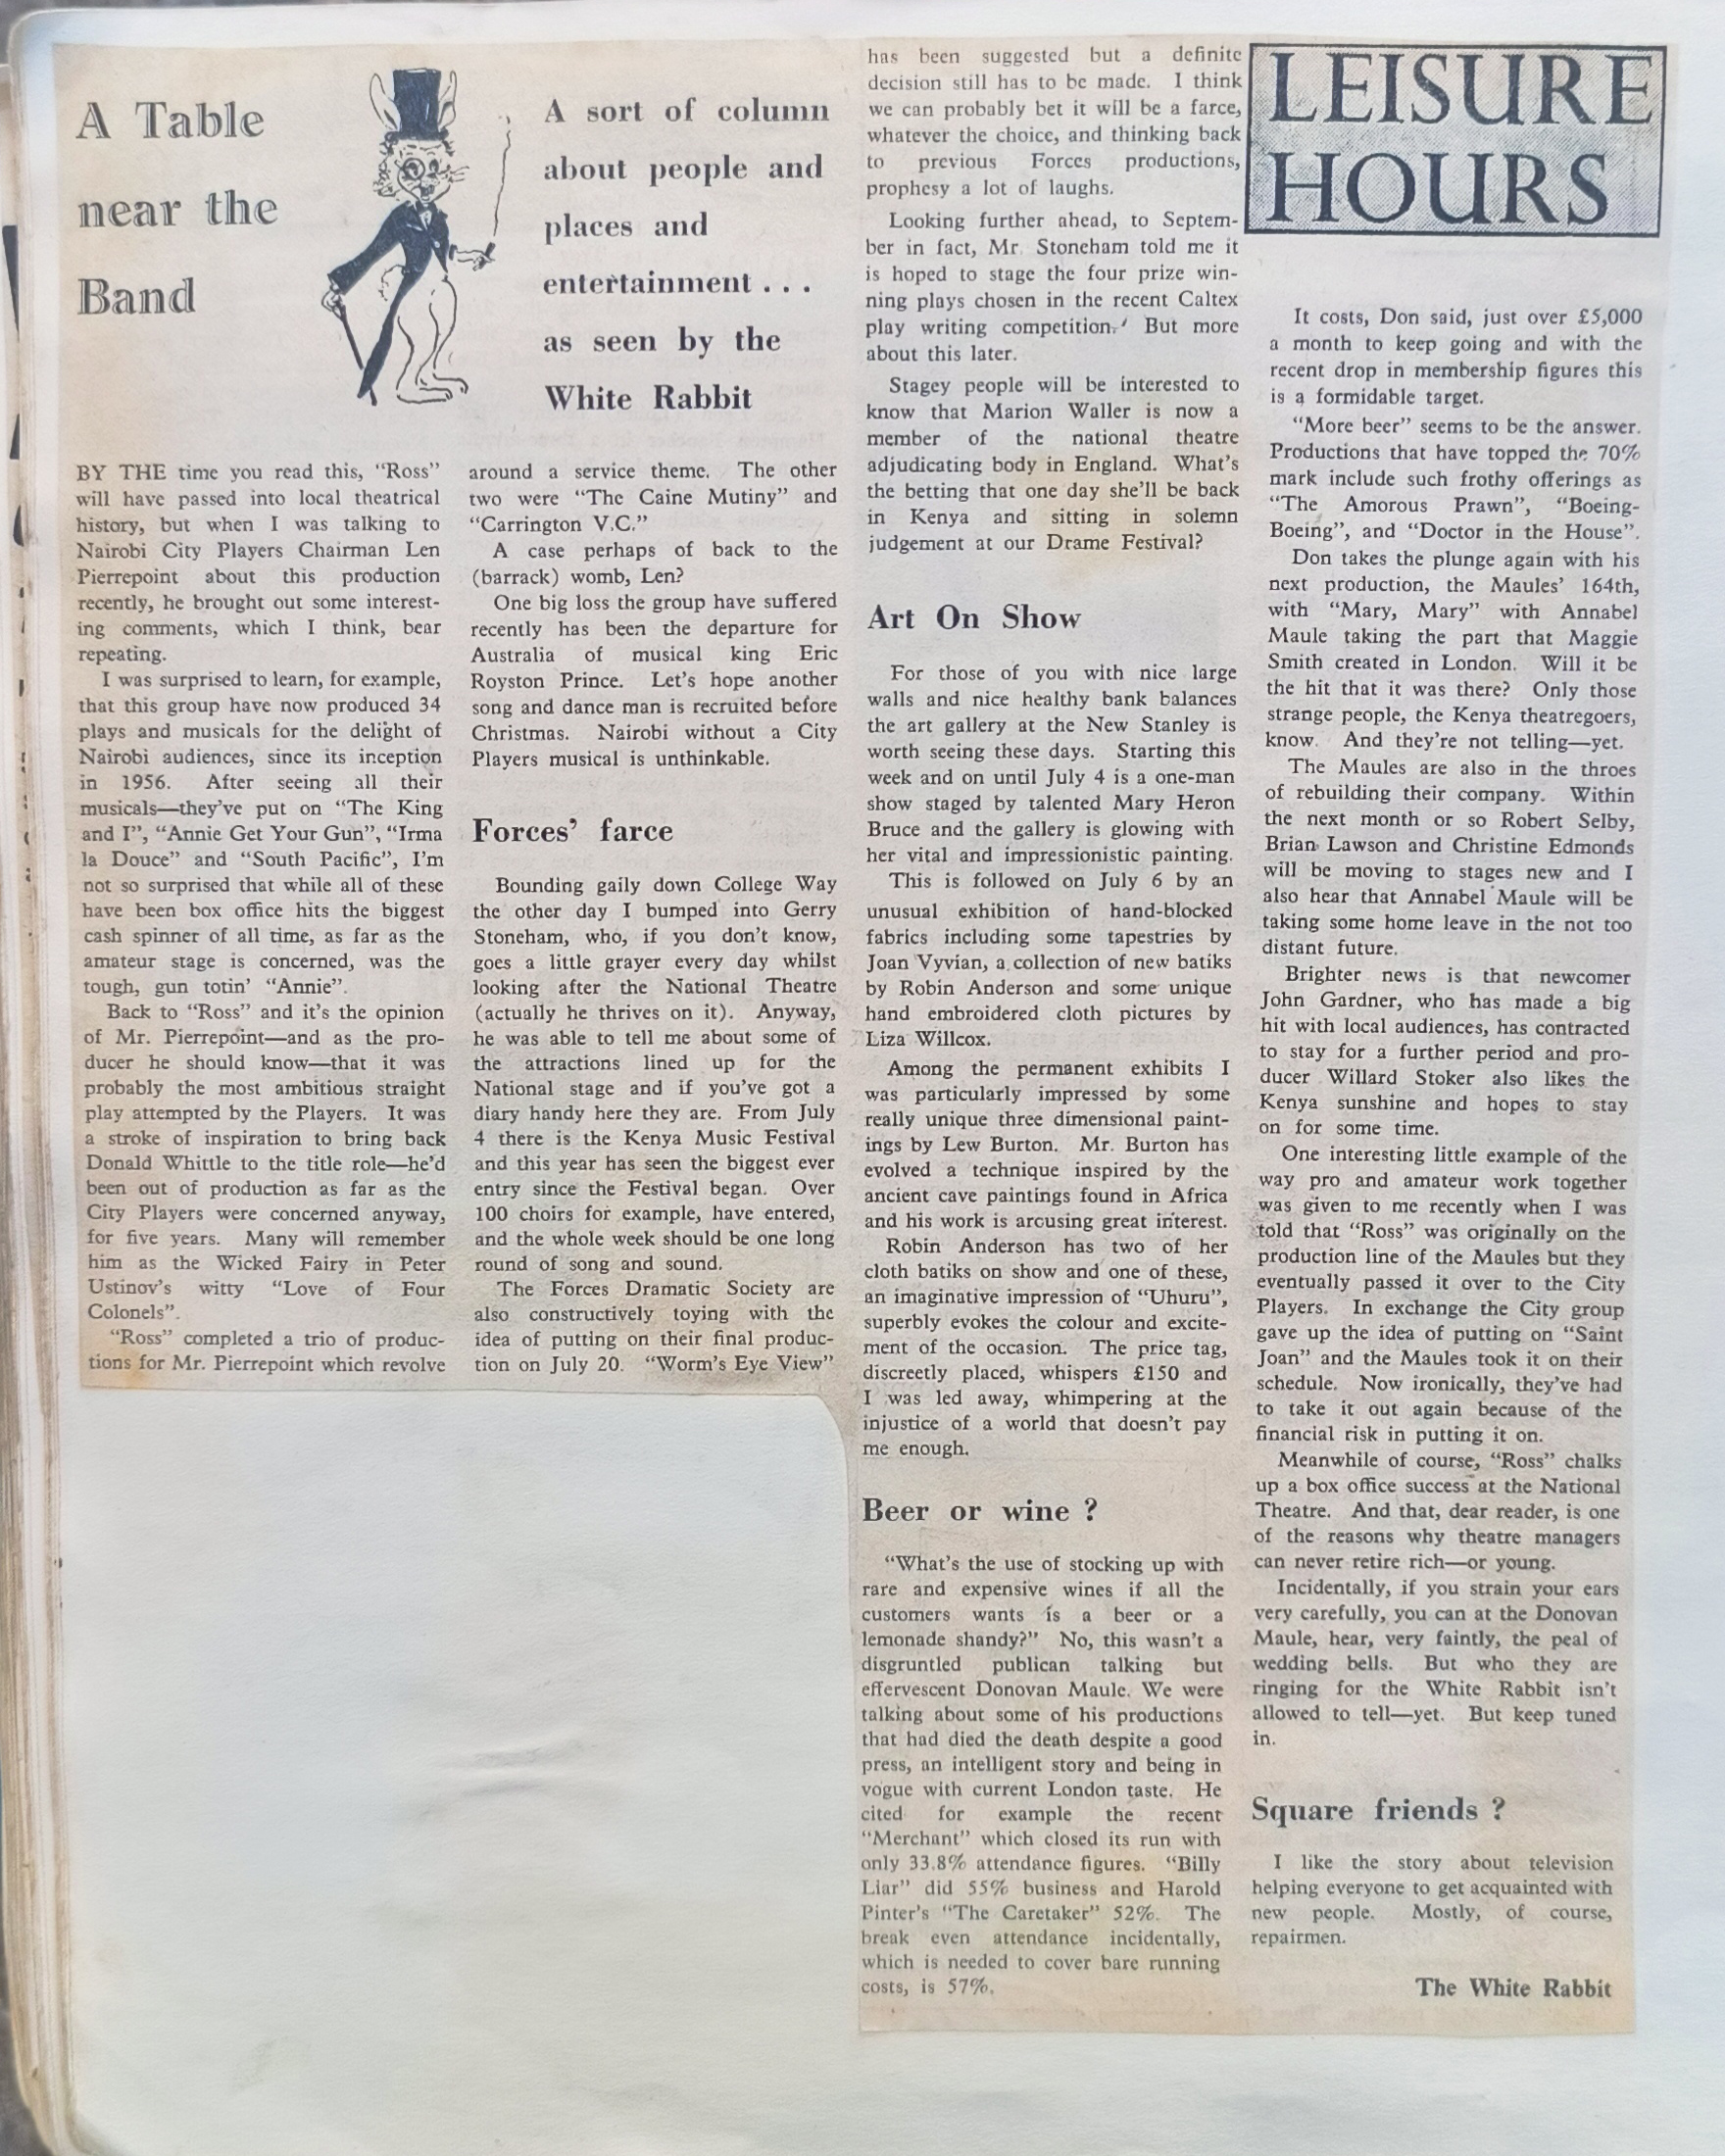 A Table
near the
Band
A sort of column
about people and
places and
entertainment . . .
as seen by the
White Rabbit
BY THE time you read this, “Ross”
will have passed into local theatrical
history, but when I was talking to
Nairobi City Players Chairman Len
Pierrepoint about this production
recently, he brought out some interest-
ing comments, which I think, bear
repeating.
I was surprised to learn, for example,
that this group have now produced 34
plays and musicals for the delight of
Nairobi audiences, since its inception
in 1956. After seeing all their
musicals—they’ve put on “The King
and I”, “Annie Get Your Gun”, “Irma
la Douce” and “South Pacific”, I’m
not so surprised that while all of these
have been box office hits the biggest
cash spinner of all time, as far as the
amateur stage is concerned, was the
tough, gun totin’ “Annie”.
Back to “Ross” and it’s the opinion
of Mr. Pierrepoint—and as the pro-
ducer he should know—that it was
probably the most ambitious straight
play attempted by the Players. It was
a stroke of inspiration to bring back
Donald Whittle to the title role—he’d
been out of production as far as the
City Players were concerned anyway,
for five years. Many will remember
him as the Wicked Fairy in Peter
Ustinov’s witty “Love of Four
Colonels”.
“Ross” completed a trio of produc-
tions for Mr. Pierrepoint which revolve
around a service theme. The other
two were “The Caine Mutiny” and
“Carrington V.C.”
A case perhaps of back to the
(barrack) womb, Len?
One big loss the group have suffered
recently has been the departure for
Australia of musical king Eric
Royston Prince. Let’s hope another
song and dance man is recruited before
Christmas. Nairobi without a City
Players musical is unthinkable.
Forces’ farce
Bounding gaily down College Way
the other day I bumped into Gerry
Stoneham, who, if you don’t know,
goes a little grayer every day whilst
looking after the National Theatre
(actually he thrives on it). Anyway,
he was able to tell me about some of
the attractions lined up for the
National stage and if you’ve got a
diary handy here they are. From July
4 there is the Kenya Music Festival
and this year has seen the biggest ever
entry since the Festival began. Over
100 choirs for example, have entered,
and the whole week should be one long
round of song and sound.
The Forces Dramatic Society are
also constructively toying with the
idea of putting on their final produc-
tion on July 20. “Worm’s Eye View”
has been suggested but a definite
decision still has to be made. I think
we can probably bet it will be a farce,
whatever the choice, and thinking back
to previous Forces productions,
prophesy a lot of laughs.
Looking further ahead, to Septem-
ber in fact, Mr. Stoneham told me it
is hoped to stage the four prize win-
ning plays chosen in the recent Caltex
play writing competition. But more
about this later.
Stagey people will be interested to
know that Marion Waller is now a
member of the national theatre
adjudicating body in England. What’s
the betting that one day she’ll be back
in Kenya and sitting in solemn
judgement at our Drame Festival?
Art On Show
For those of you with nice large
walls and nice healthy bank balances
the art gallery at the New Stanley is
worth seeing these days. Starting this
week and on until July 4 is a one-man
show staged by talented Mary Heron
Bruce and the gallery is glowing with
her vital and impressionistic painting.
This is followed on July 6 by an
unusual exhibition of hand-blocked
fabrics including some tapestries by
Joan Vyvian, a collection of new batiks
by Robin Anderson and some unique
hand embroidered cloth pictures by
Liza Willcox.
Among the permanent exhibits I
was particularly impressed by some
really unique three dimensional paint-
ings by Lew Burton. Mr. Burton has
evolved a technique inspired by the
ancient cave paintings found in Africa
and his work is arcusing great interest.
Robin Anderson has two of her
cloth batiks on show and one of these,
an imaginative impression of “Uhuru”,
superbly evokes the colour and excite-
ment of the occasion. The price tag,
discreetly placed, whispers £150 and
I was led away, whimpering at the
injustice of a world that doesn’t pay
me enough.
Beer or wine ?
“What’s the use of stocking up with
rare and expensive wines if all the
customers wants is a beer or a
lemonade shandy?” No, this wasn’t a
disgruntled publican talking but
effervescent Donovan Maule. We were
talking about some of his productions
that had died the death despite a good
press, an intelligent story and being in
vogue with current London taste. He
cited for example the recent
“Merchant” which closed its run with
only 33.8% attendance figures. “Billy
Liar” did 55% business and Harold
Pinter’s “The Caretaker” 52%. The
break even attendance incidentally,
which is needed to cover bare running
costs, is 57%.
LEISURE
HOURS
It costs, Don said, just over £5,000
a month to keep going and with the
recent drop in membership figures this
is a formidable target.
“More beer” seems to be the answer.
Productions that have topped the 70%
mark include such frothy offerings as
“The Amorous Prawn”, “Boeing-
Boeing”, and “Doctor in the House”.
Don takes the plunge again with his
next production, the Maules’ 164th,
with “Mary, Mary” with Annabel
Maule taking the part that Maggie
Smith created in London. Will it be
the hit that it was there? Only those
strange people, the Kenya theatregoers,
know. And they’re not telling—yet.
The Maules are also in the throes
of rebuilding their company. Within
the next month or so Robert Selby,
Brian Lawson and Christine Edmonds
will be moving to stages new and I
also hear that Annabel Maule will be
taking some home leave in the not too
distant future.
Brighter news is that newcomer
John Gardner, who has made a big
hit with local audiences, has contracted
to stay for a further period and pro-
ducer Willard Stoker also likes the
Kenya sunshine and hopes to stay
on for some time.
One interesting little example of the
way pro and amateur work together
was given to me recently when I was
told that “Ross” was originally on the
production line of the Maules but they
eventually passed it over to the City
Players. In exchange the City group
gave up the idea of putting on “Saint
Joan” and the Maules took it on their
schedule. Now ironically, they’ve had
to take it out again because of the
financial risk in putting it on.
Meanwhile of course, “Ross” chalks
up a box office success at the National
Theatre. And that, dear reader, is one
of the reasons why theatre managers
can never retire rich—or young.
Incidentally, if you strain your ears
very carefully, you can at the Donovan
Maule, hear, very faintly, the peal of
wedding bells. But who they are
ringing for the White Rabbit isn’t
allowed to tell—yet. But keep tuned
in.
Square friends ?
I like the story about television
helping everyone to get acquainted with
new people. Mostly, of course,
repairmen.
The White Rabbit